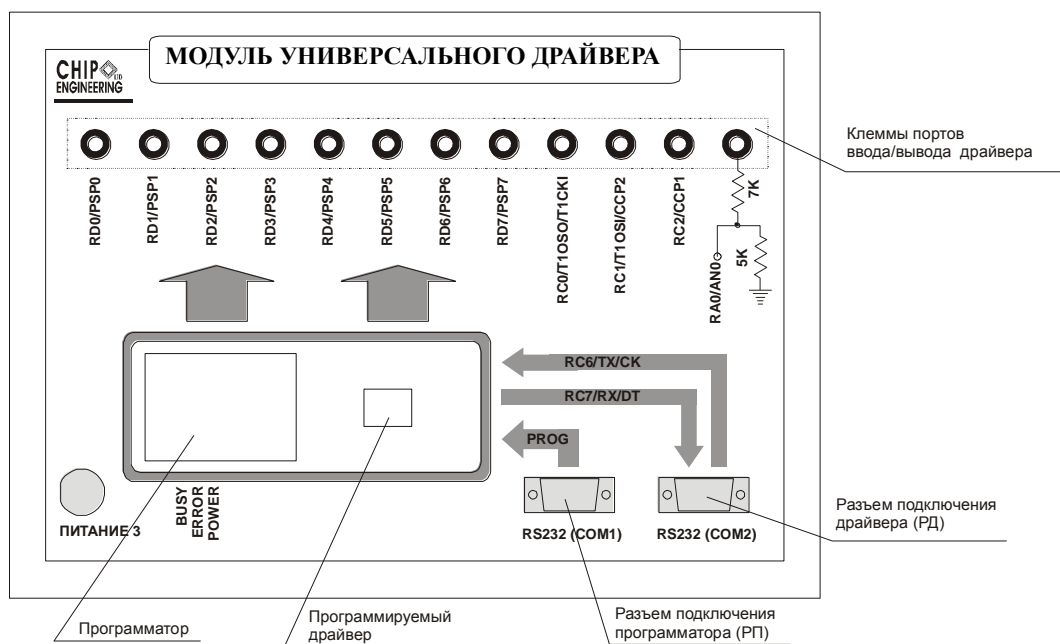 МОДУЛЬ УНИВЕРСАЛЬНОГО ДРАЙВЕРА
CHIP LTD
ENGINEERING
Клеммы портов
ввода/вывода драйвера
RD0/PSP0
RD1/PSP1
RD2/PSP2
RD3/PSP3
RD4/PSP4
RD5/PSP5
RD6/PSP6
RD7/PSP7
RC0/T1OSO/T1CKI
RC1/T1OSI/CCP2
RC2/CCP1
7K
RA0/AN0
5K
RC6/TX/CK
RC7/RX/DT
PROG
BUSY
ERROR
POWER
ПИТАНИЕ 3
RS232 (COM1)
RS232 (COM2)
Разъем подключения
драйвера (РД)
Программатор
Программируемый
драйвер
Разъем подключения
программатора (РП)